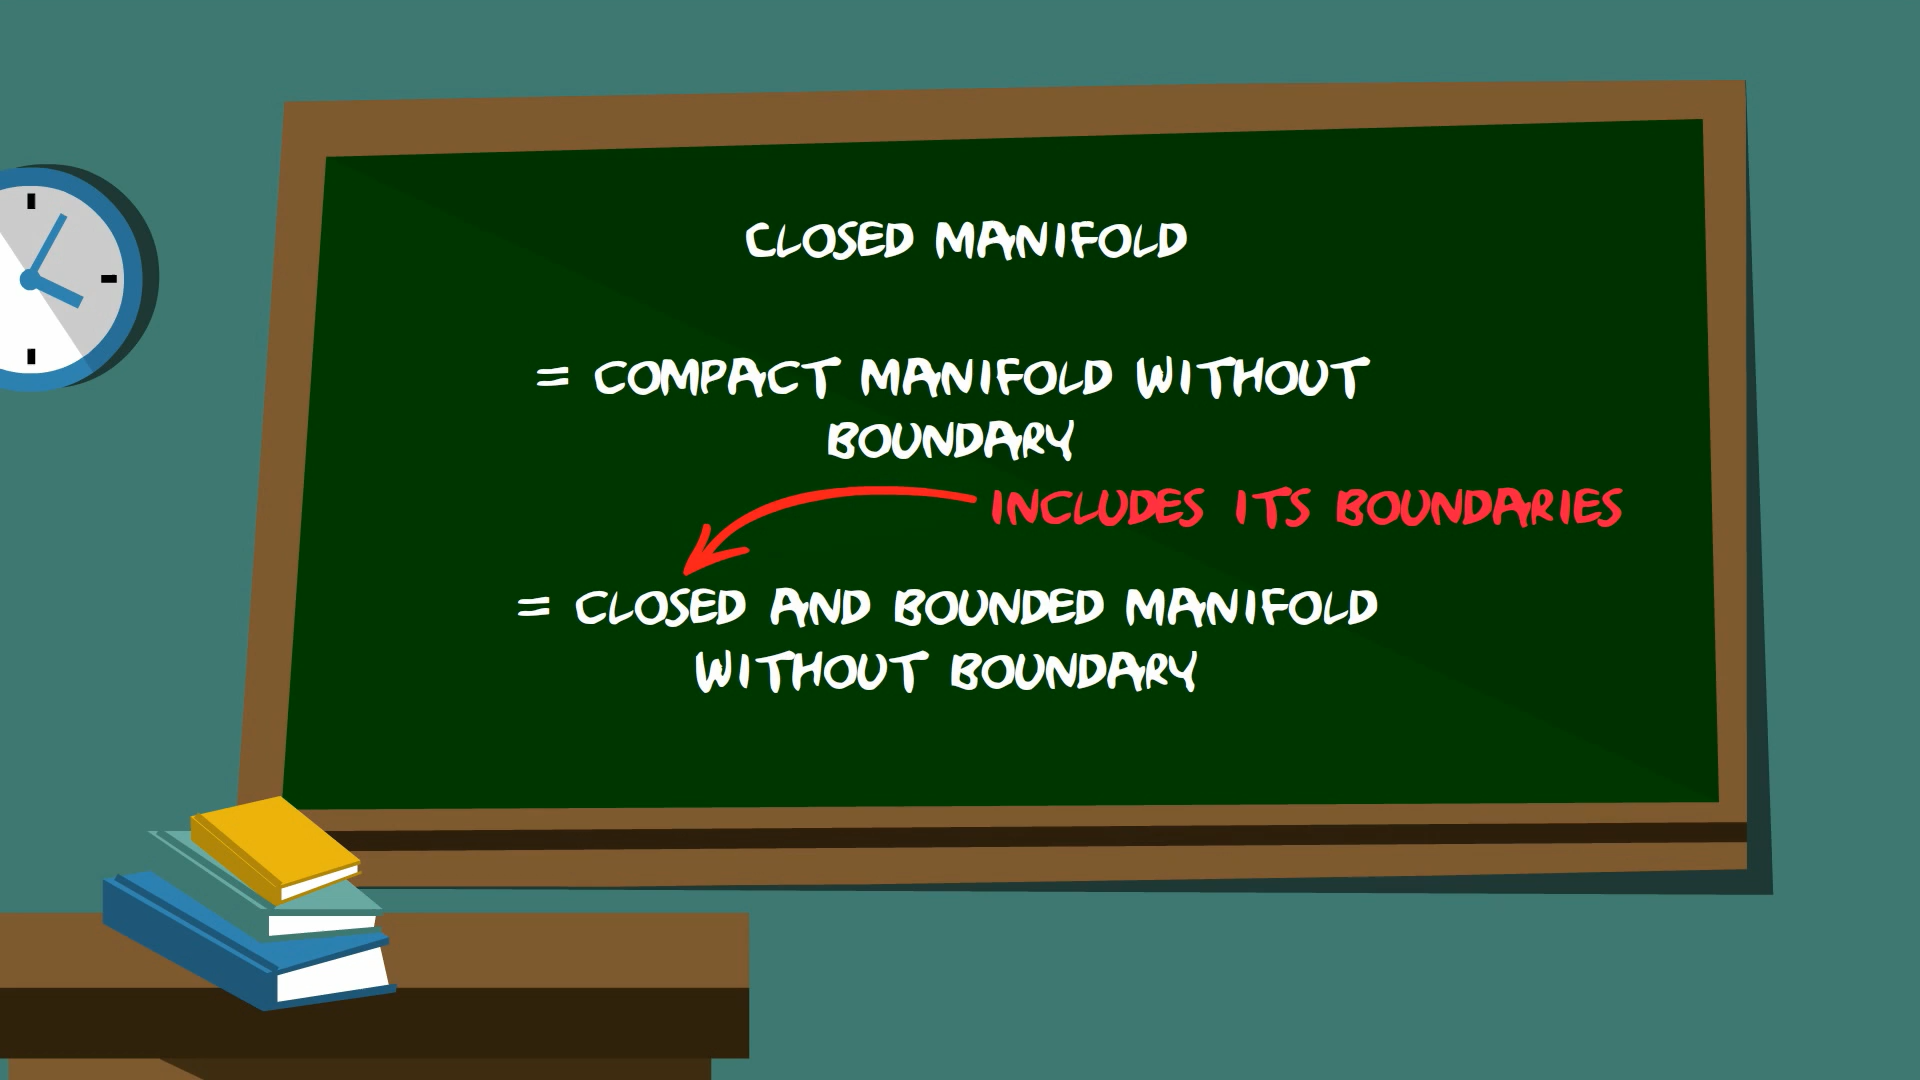 CLOSED MANIFOLD
= COMPACT MANIFOLD WITHOUT
BOUNDARY
INCLUDES ITS BOUNDARIES
= CLOSED AND BOUNDED MANIFOLD
WITHOUT BOUNDARY